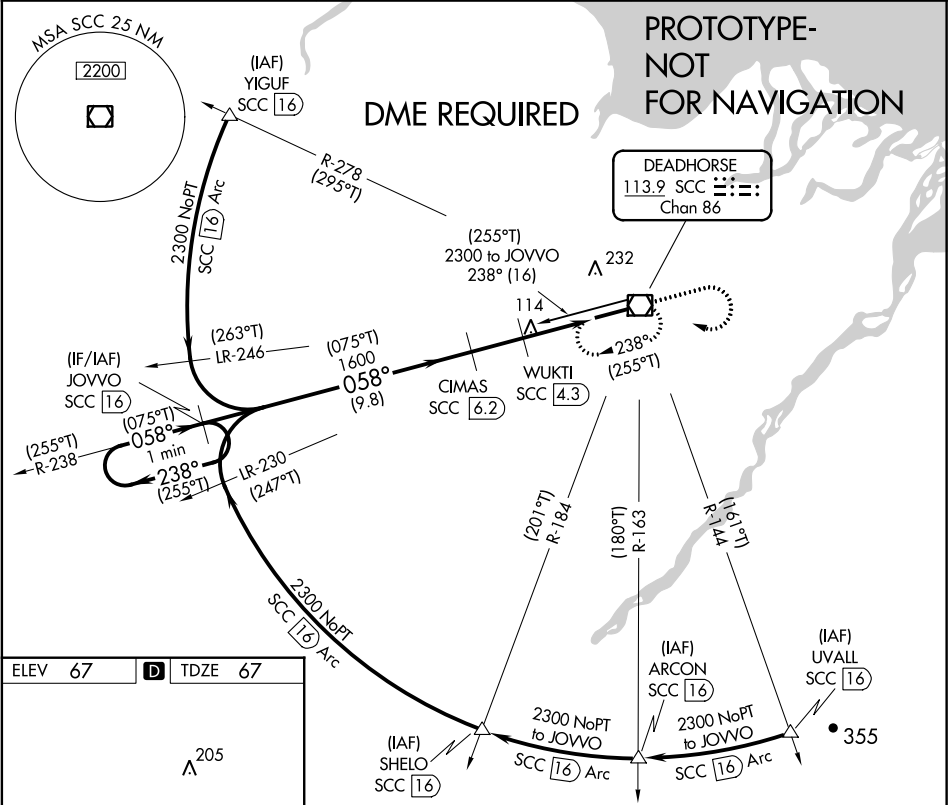 MSA SCC 25 NM
2200
(IAF)
YIGUF
SCC 16
DME REQUIRED
PROTOTYPE-
NOT
FOR NAVIGATION
DEADHORSE
113.9 SCC
Chan 86
R-278
(295°T)
2300 NoPT
SCC 16 Arc
(255°T)
2300 to JOVVO
238° (16)
232
114
(263°T)
LR-246
(IF/IAF)
JOVVO
SCC 16
(075°T)
1600
058°
(9.8)
CIMAS
SCC 6.2
WUKTI
SCC 4.3
238°
(255°T)
(255°T)
R-238
(075°T)
058°
1 min
238°
(255°T)
LR-230
(247°T)
(201°T)
R-184
(180°T)
R-163
(161°T)
R-144
2300 NoPT
SCC 16 Arc
(IAF)
SHELO
SCC 16
2300 NoPT
to JOVVO
SCC 16 Arc
(IAF)
ARCON
SCC 16
2300 NoPT
to JOVVO
SCC 16 Arc
(IAF)
UVALL
SCC 16
355
ELEV 67 D TDZE 67
205